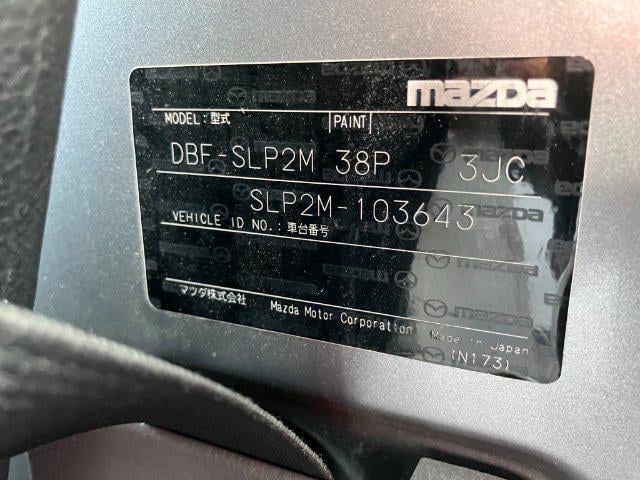 mazda
MODEL:型式 PAINT
DBF-SLP2M 38P 3JC
SLP2M-103643
VEHICLE ID NO.:車台番号
マツダ株式会社 Mazda Motor Corporation Made in Japan
(N173)